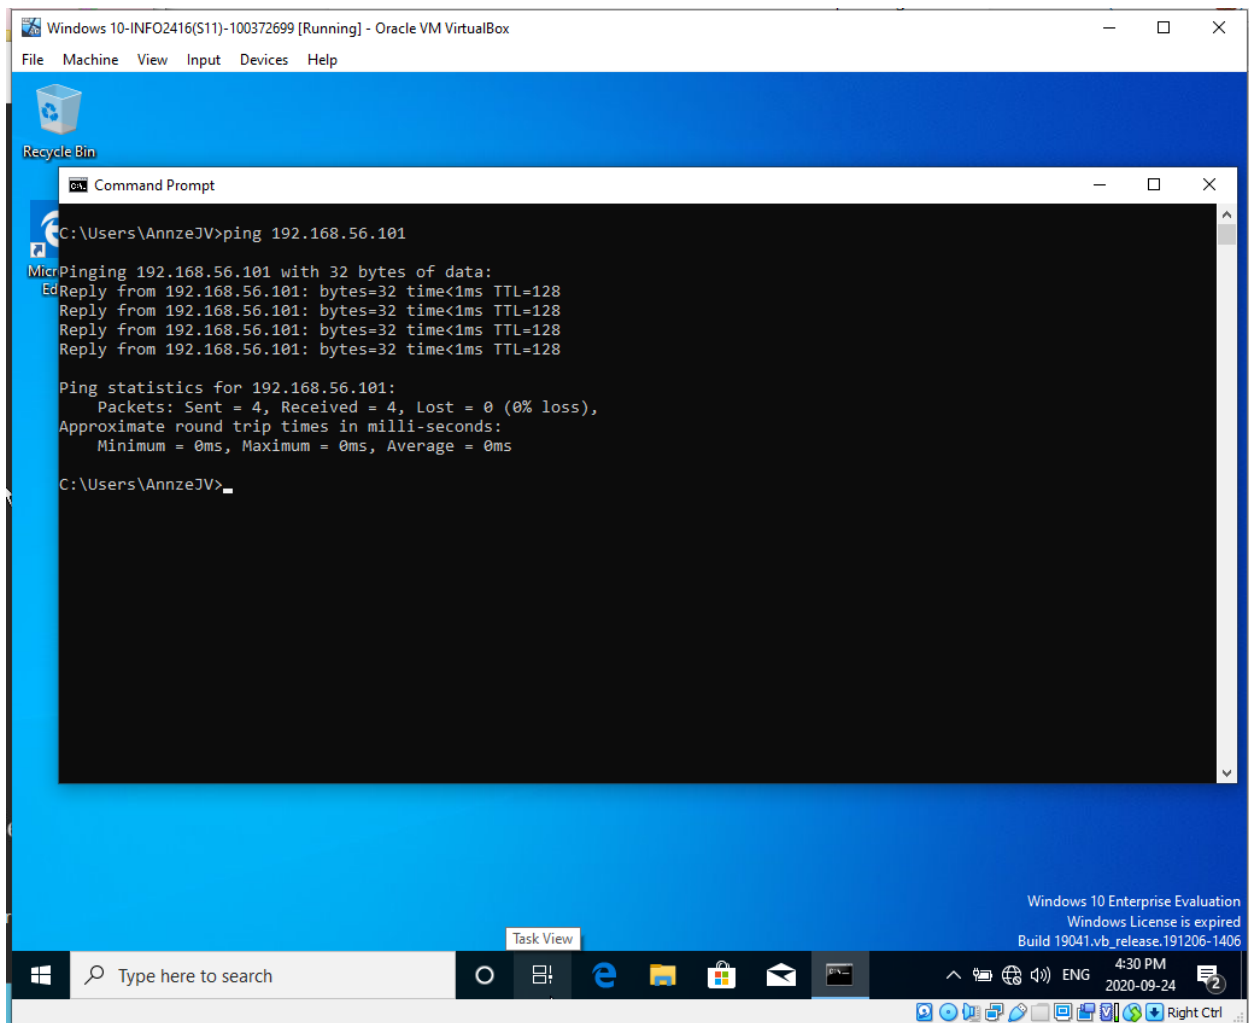 Windows 10-INFO2416(S11)-100372699 [Running] - Oracle VM VirtualBox
File Machine View Input Devices Help
Recycle Bin
Command Prompt
C:\Users\AnnzeJV>ping 192.168.56.101
Pinging 192.168.56.101 with 32 bytes of data:
Reply from 192.168.56.101: bytes=32 time<1ms TTL=128
Reply from 192.168.56.101: bytes=32 time<1ms TTL=128
Reply from 192.168.56.101: bytes=32 time<1ms TTL=128
Reply from 192.168.56.101: bytes=32 time<1ms TTL=128
Micr
Ed
Ping statistics for 192.168.56.101:
Packets: Sent = 4, Received = 4, Lost = 0 (0% loss),
Approximate round trip times in milli-seconds:
Minimum = 0ms, Maximum = 0ms, Average = 0ms
C:\Users\AnnzeJV>
Windows 10 Enterprise Evaluation
Windows License is expired
Build 19041.vb_release.191206-1406
Task View
Type here to search
ENG
4:30 PM
2020-09-24
2
Right Ctrl